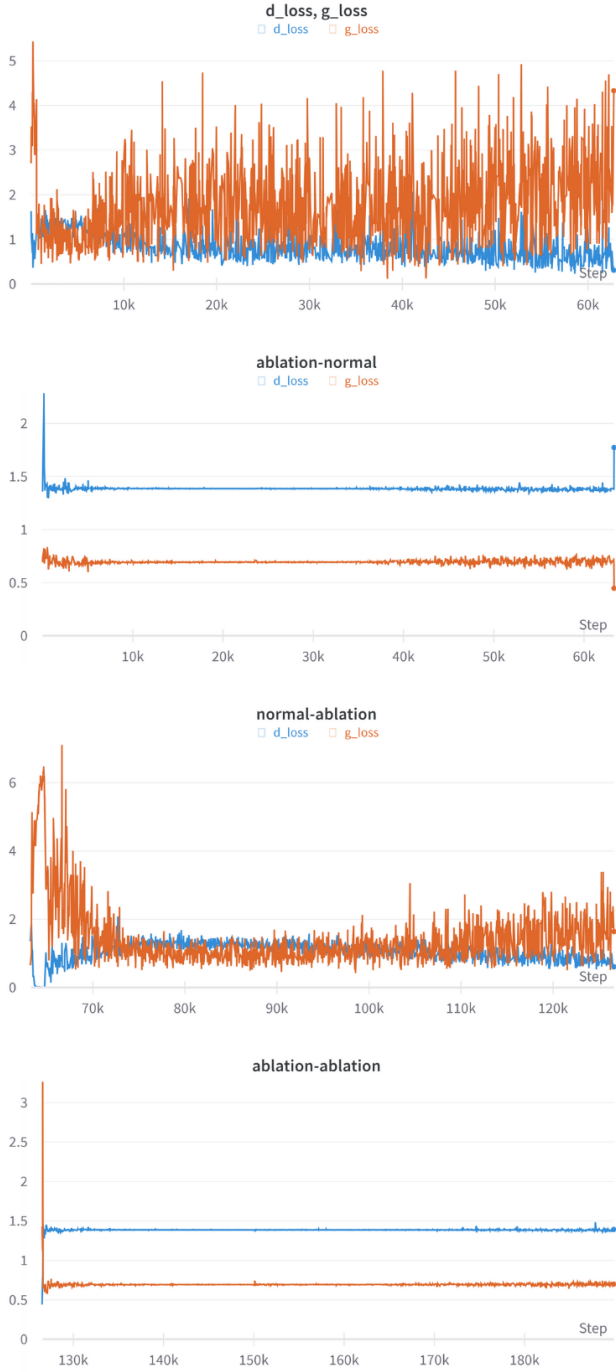 d_loss, g_loss
d_loss g_loss
5
4
3
2
1
0
Step
10k 20k 30k 40k 50k 60k
ablation-normal
d_loss g_loss
2
1.5
1
0.5
0
Step
10k 20k 30k 40k 50k 60k
normal-ablation
d_loss g_loss
6
4
2
0
Step
70k 80k 90k 100k 110k 120k
ablation-ablation
3
2.5
2
1.5
1
0.5
0
Step
130k 140k 150k 160k 170k 180k